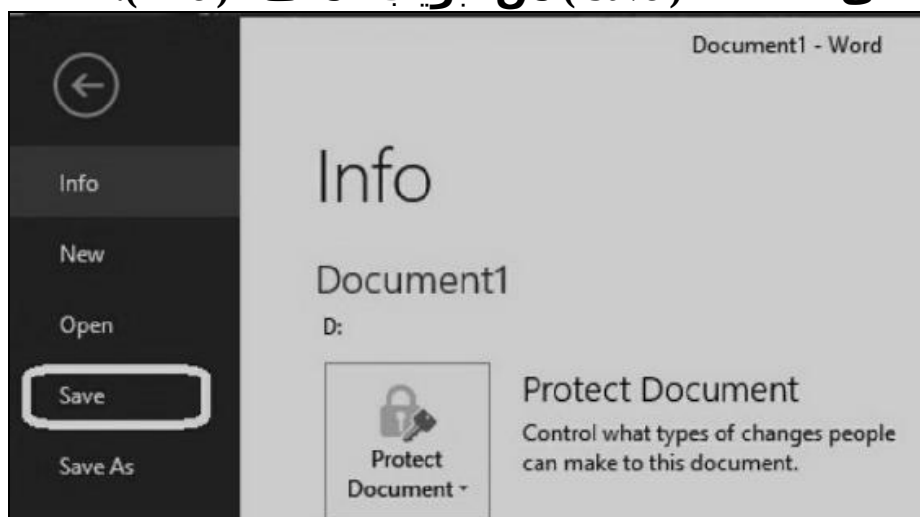 Document1 - Word
Info
New
Open
Save
Save As
Info
Document1
D:
Protect
Document
Protect Document
Control what types of changes people
can make to this document.